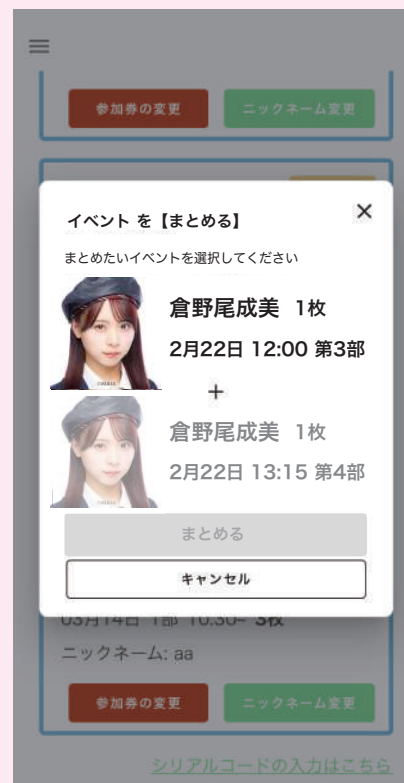 参加券の変更
ニックネーム変更
イベント を【まとめる】
×
まとめたいイベントを選択してください
倉野尾成美 1枚
2月22日 12:00 第3部
+
倉野尾成美 1枚
2月22日 13:15 第4部
まとめる
キャンセル
03月14日 1部 10:30~ 3枚
ニックネーム: aa
参加券の変更
ニックネーム変更
シリアルコードの入力はこちら